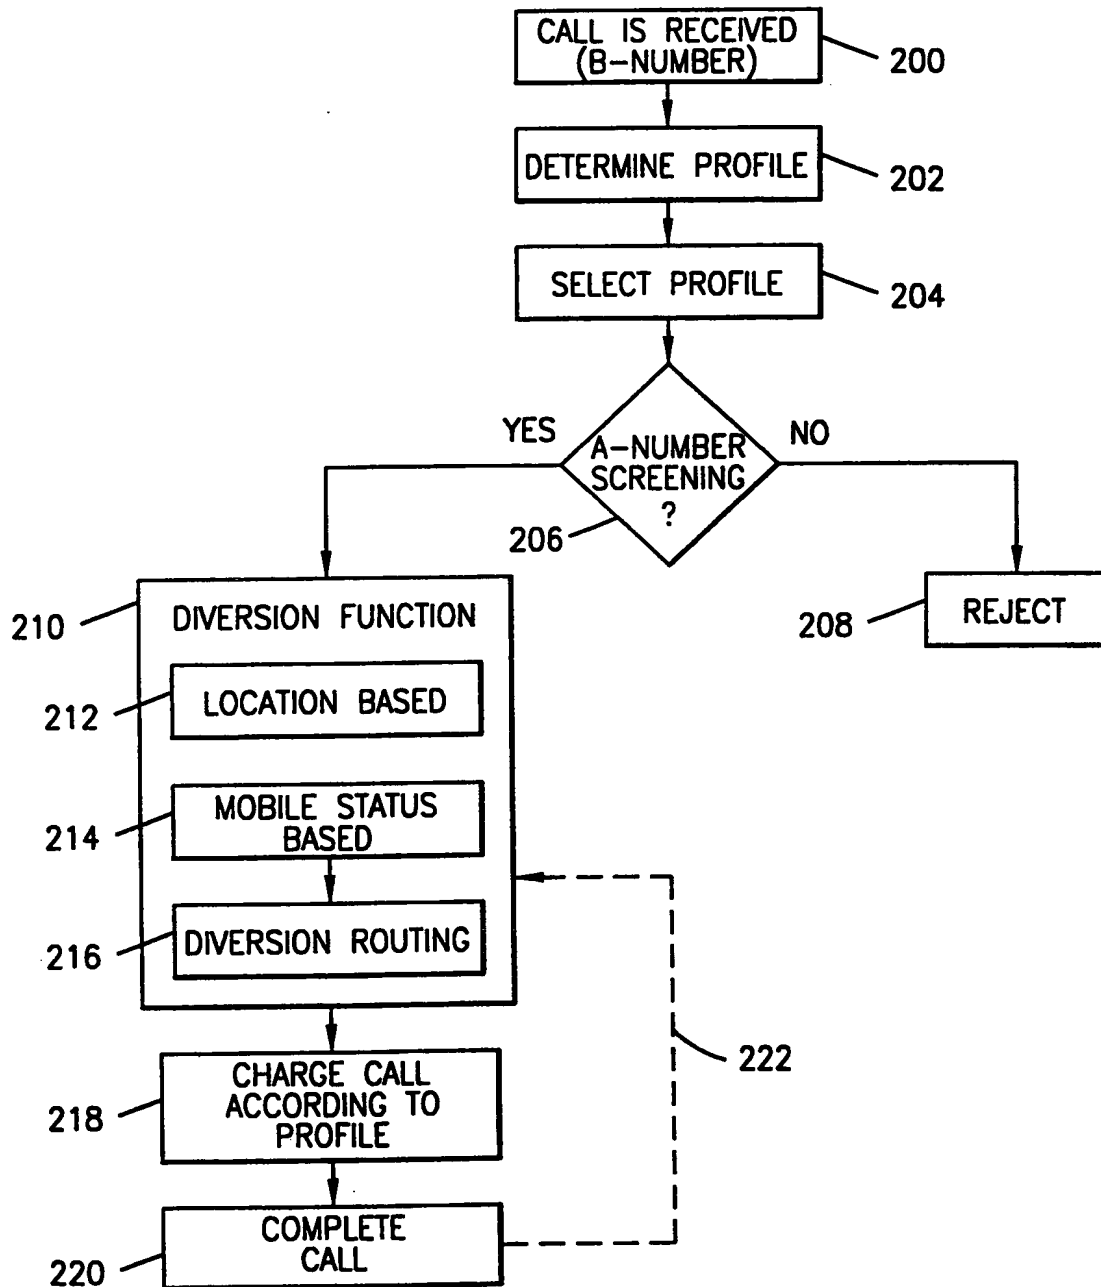 CALL IS RECEIVED
(B-NUMBER)
200
DETERMINE PROFILE
202
SELECT PROFILE
204
YES
A-NUMBER
SCREENING
?
NO
206
210
DIVERSION FUNCTION
208
REJECT
212
LOCATION BASED
214
MOBILE STATUS
BASED
216
DIVERSION ROUTING
222
218
CHARGE CALL
ACCORDING TO
PROFILE
220
COMPLETE
CALL